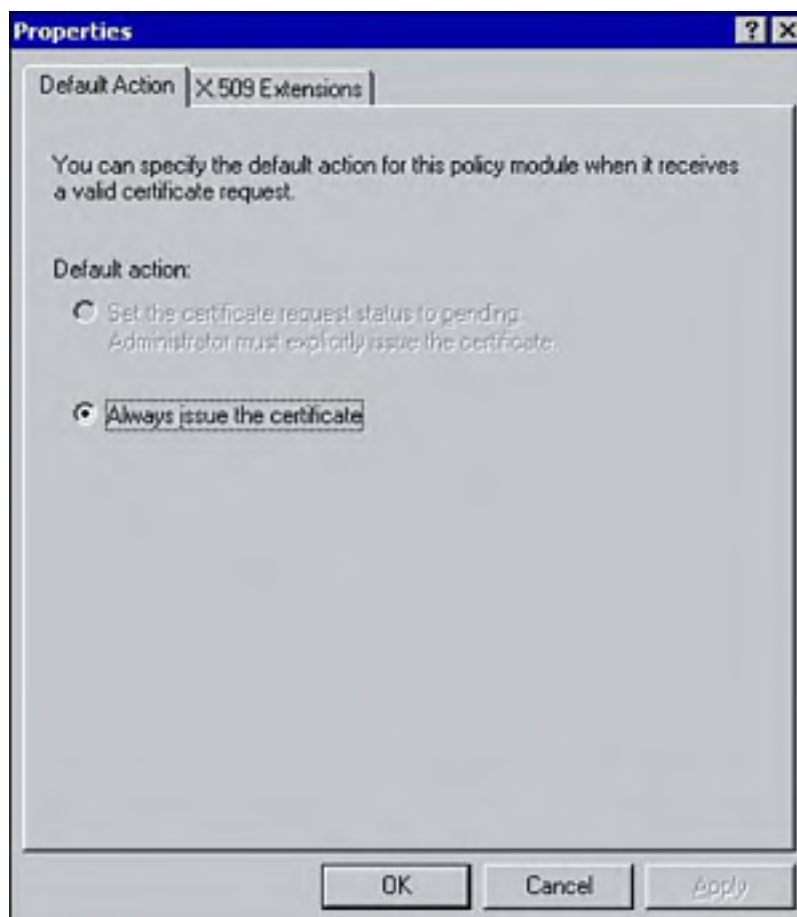 Properties
Default Action
X.509 Extensions
You can specify the default action for this policy module when it receives
a valid certificate request.
Default action:
Set the certificate request status to pending.
Administrator must explicitly issue the certificate.
Always issue the certificate
OK
Cancel
Apply